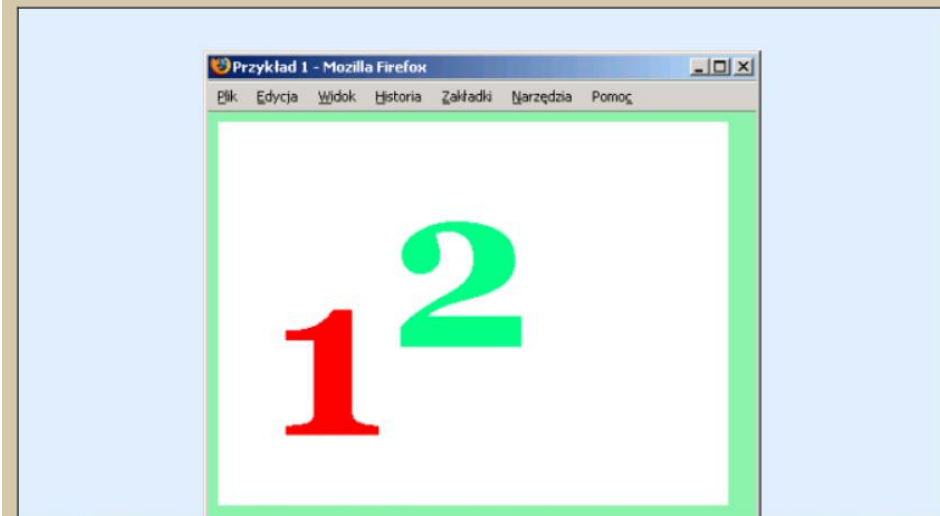 Przykład 1 - Mozilla Firefox
Plik Edycja Widok Historia Zakładki Narzędzia Pomoc
2
1